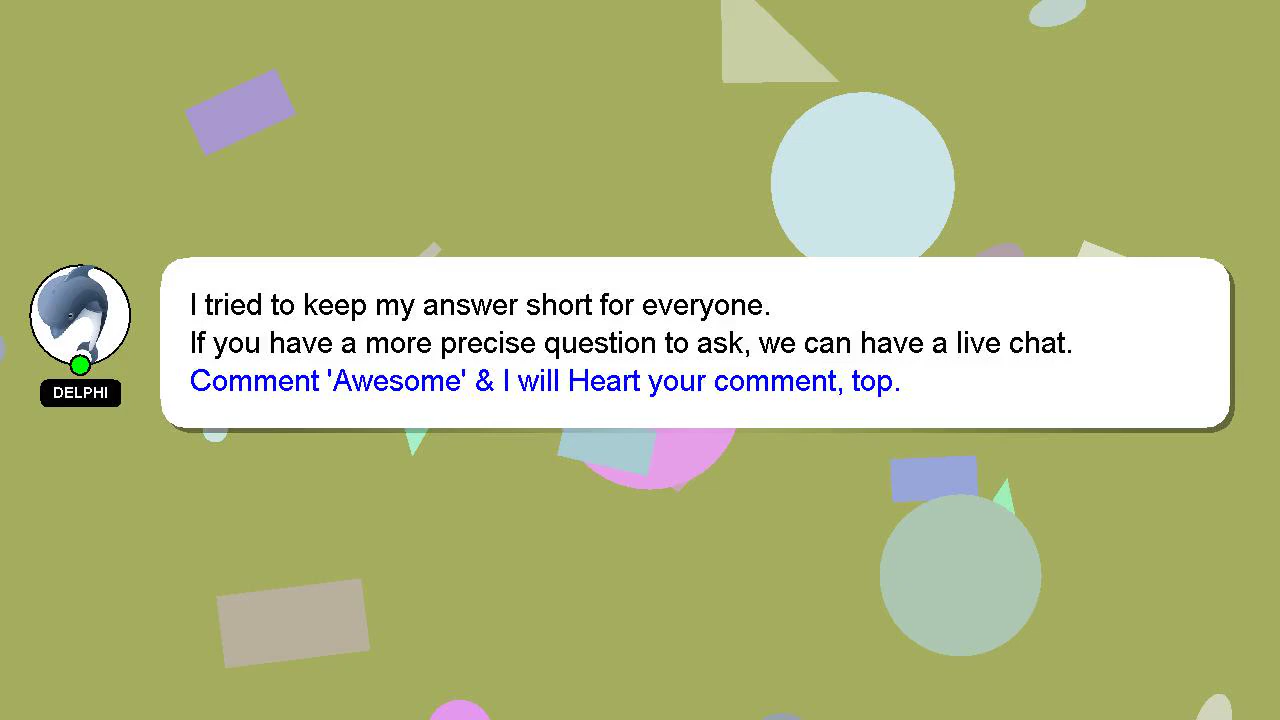 I tried to keep my answer short for everyone.
If you have a more precise question to ask, we can have a live chat.
Comment 'Awesome' & I will Heart your comment, top.
DELPHI